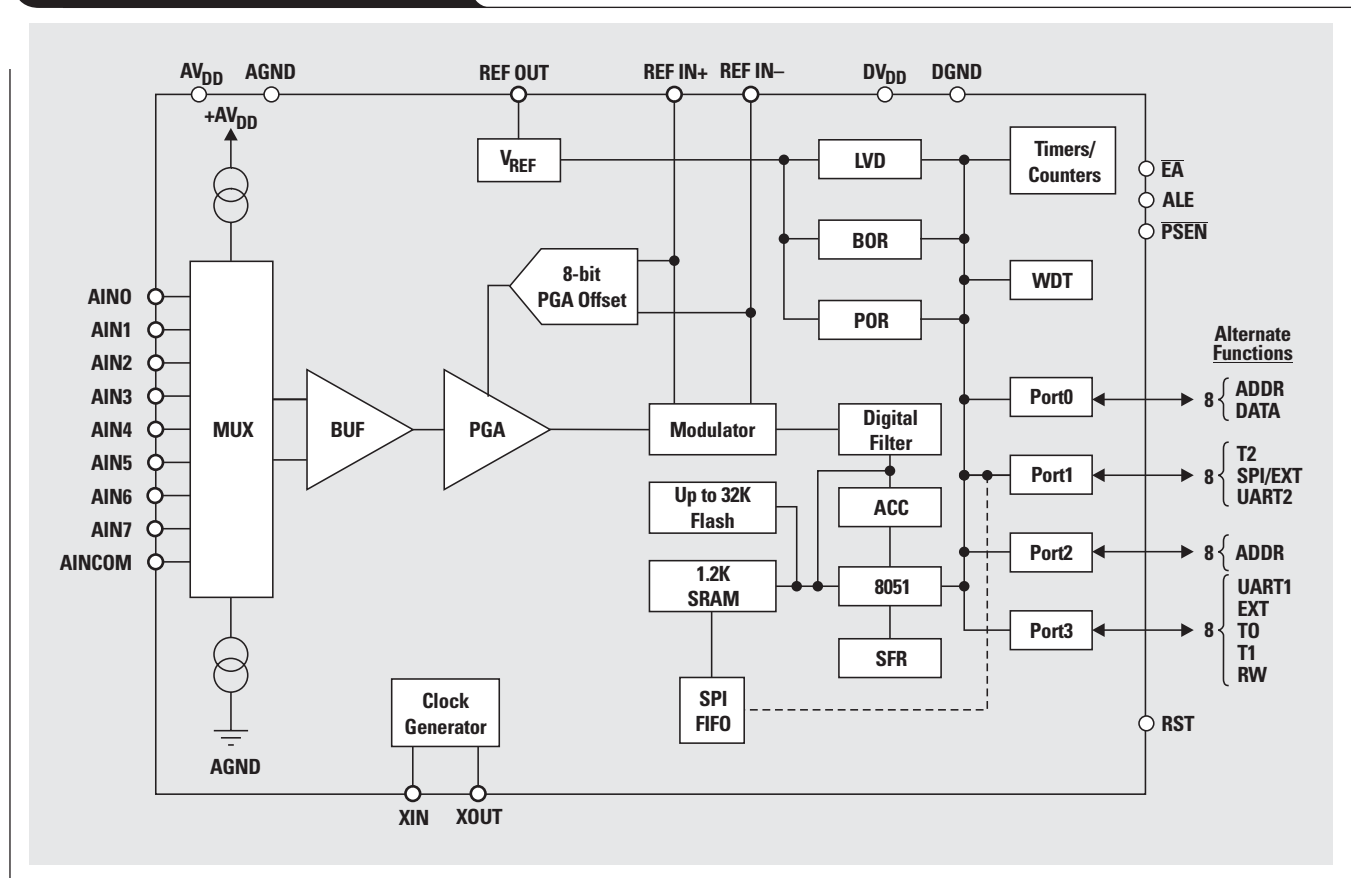 AVDD AGND REF OUT REF IN+ REF IN– DVDD DGND
+AVDD
VREF
LVD
Timers/
Counters
EA
ALE
PSEN
BOR
8-bit
PGA Offset
WDT
POR
AIN0
AIN1
AIN2
AIN3
AIN4
AIN5
AIN6
AIN7
AINCOM
MUX
BUF
PGA
Modulator
Digital
Filter
Up to 32K
Flash
ACC
1.2K
SRAM
8051
SFR
SPI
FIFO
Port0
Port1
Port2
Port3
Alternate
Functions
8 ADDR
DATA
T2
8 SPI/EXT
UART2
8 ADDR
UART1
EXT
8 T0
T1
RW
RST
Clock
Generator
AGND
XIN XOUT